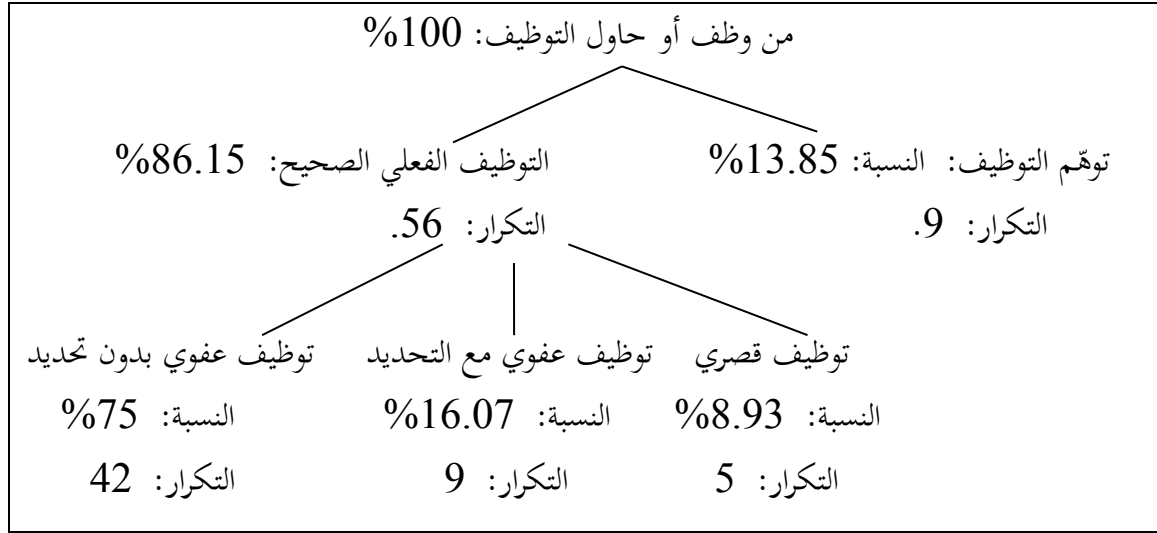 من وظف أو حاول التوظيف: 100%
توهّم التوظيف: النسبة: 13.85% التوظيف الفعلي الصحيح: 86.15%
التكرار: 9. التكرار: 56.
توظيف قصري توظيف عفوي مع التحديد توظيف عفوي بدون تحديد
النسبة: 8.93% النسبة: 16.07% النسبة: 75%
التكرار: 5 التكرار: 9 التكرار: 42